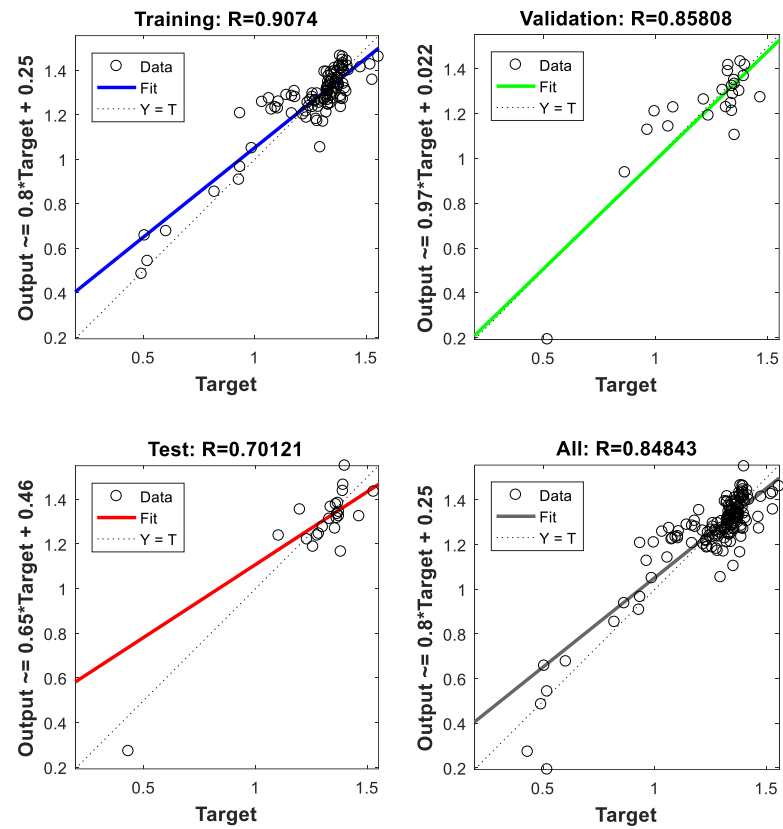 Training: R=0.9074
Output ~= 0.8*Target + 0.25
1.4
1.2
1
0.8
0.6
0.4
0.2
Data
Fit
Y = T
0.5
1
1.5
Target
Validation: R=0.85808
Output ~= 0.97*Target + 0.022
1.4
1.2
1
0.8
0.6
0.4
0.2
Data
Fit
Y = T
0.5
1
1.5
Target
Test: R=0.70121
Output ~= 0.65*Target + 0.46
1.4
1.2
1
0.8
0.6
0.4
0.2
Data
Fit
Y = T
0.5
1
1.5
Target
All: R=0.84843
Output ~= 0.8*Target + 0.25
1.4
1.2
1
0.8
0.6
0.4
0.2
Data
Fit
Y = T
0.5
1
1.5
Target